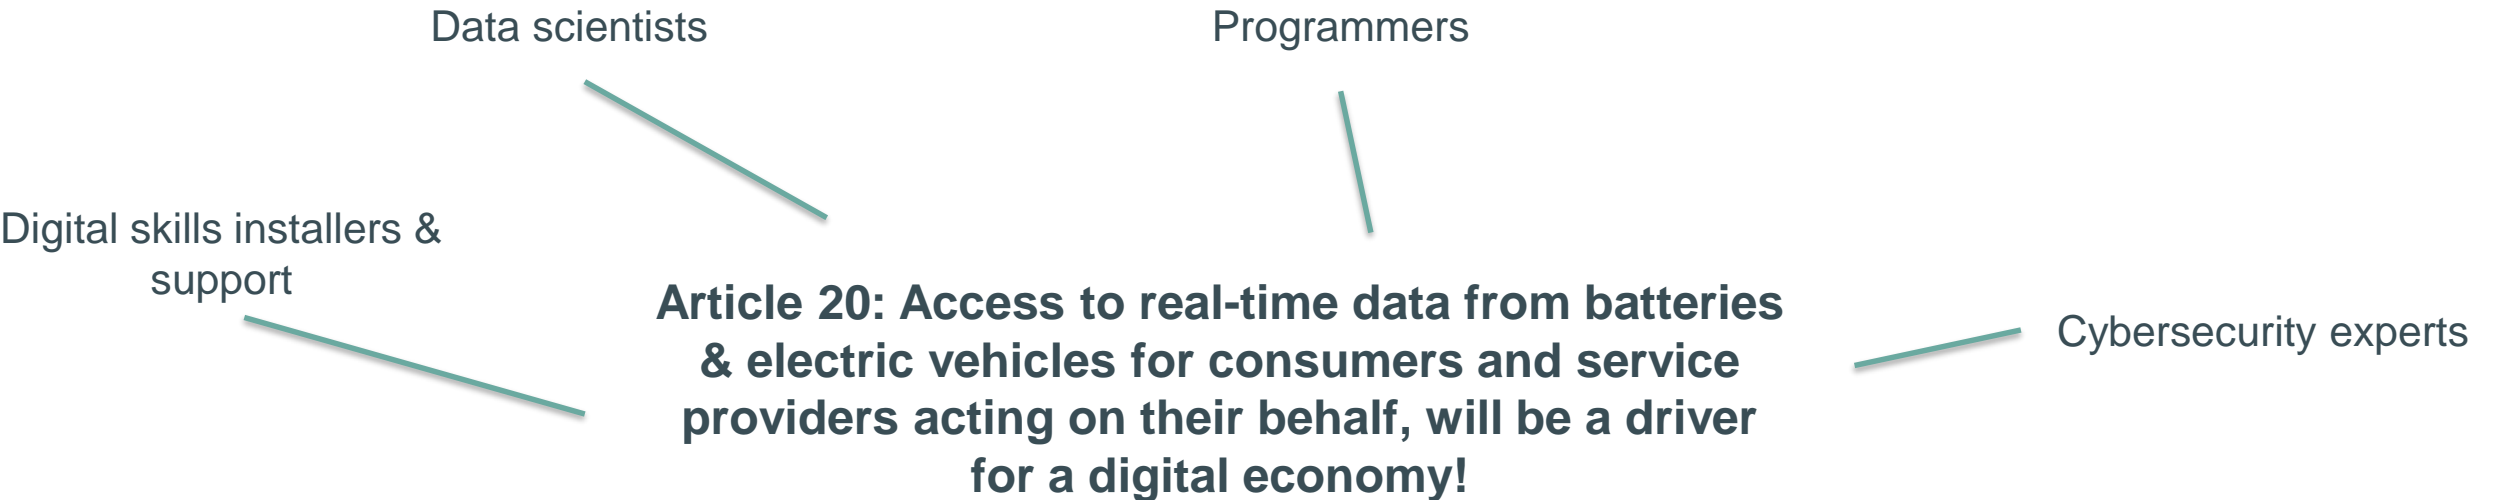 Data scientists
Programmers
Digital skills installers &
support
Article 20: Access to real-time data from batteries
& electric vehicles for consumers and service
providers acting on their behalf, will be a driver
for a digital economy!
Cybersecurity experts